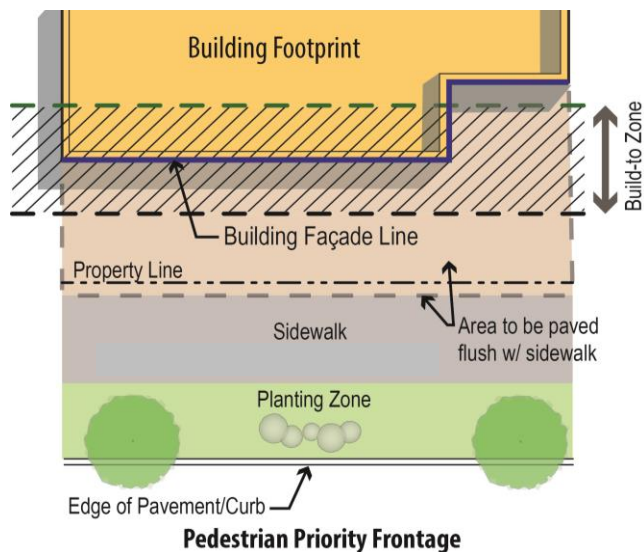 Building Footprint
Build-to Zone
Building Façade Line
Property Line
Area to be paved
flush w/ sidewalk
Sidewalk
Planting Zone
Edge of Pavement/Curb
Pedestrian Priority Frontage